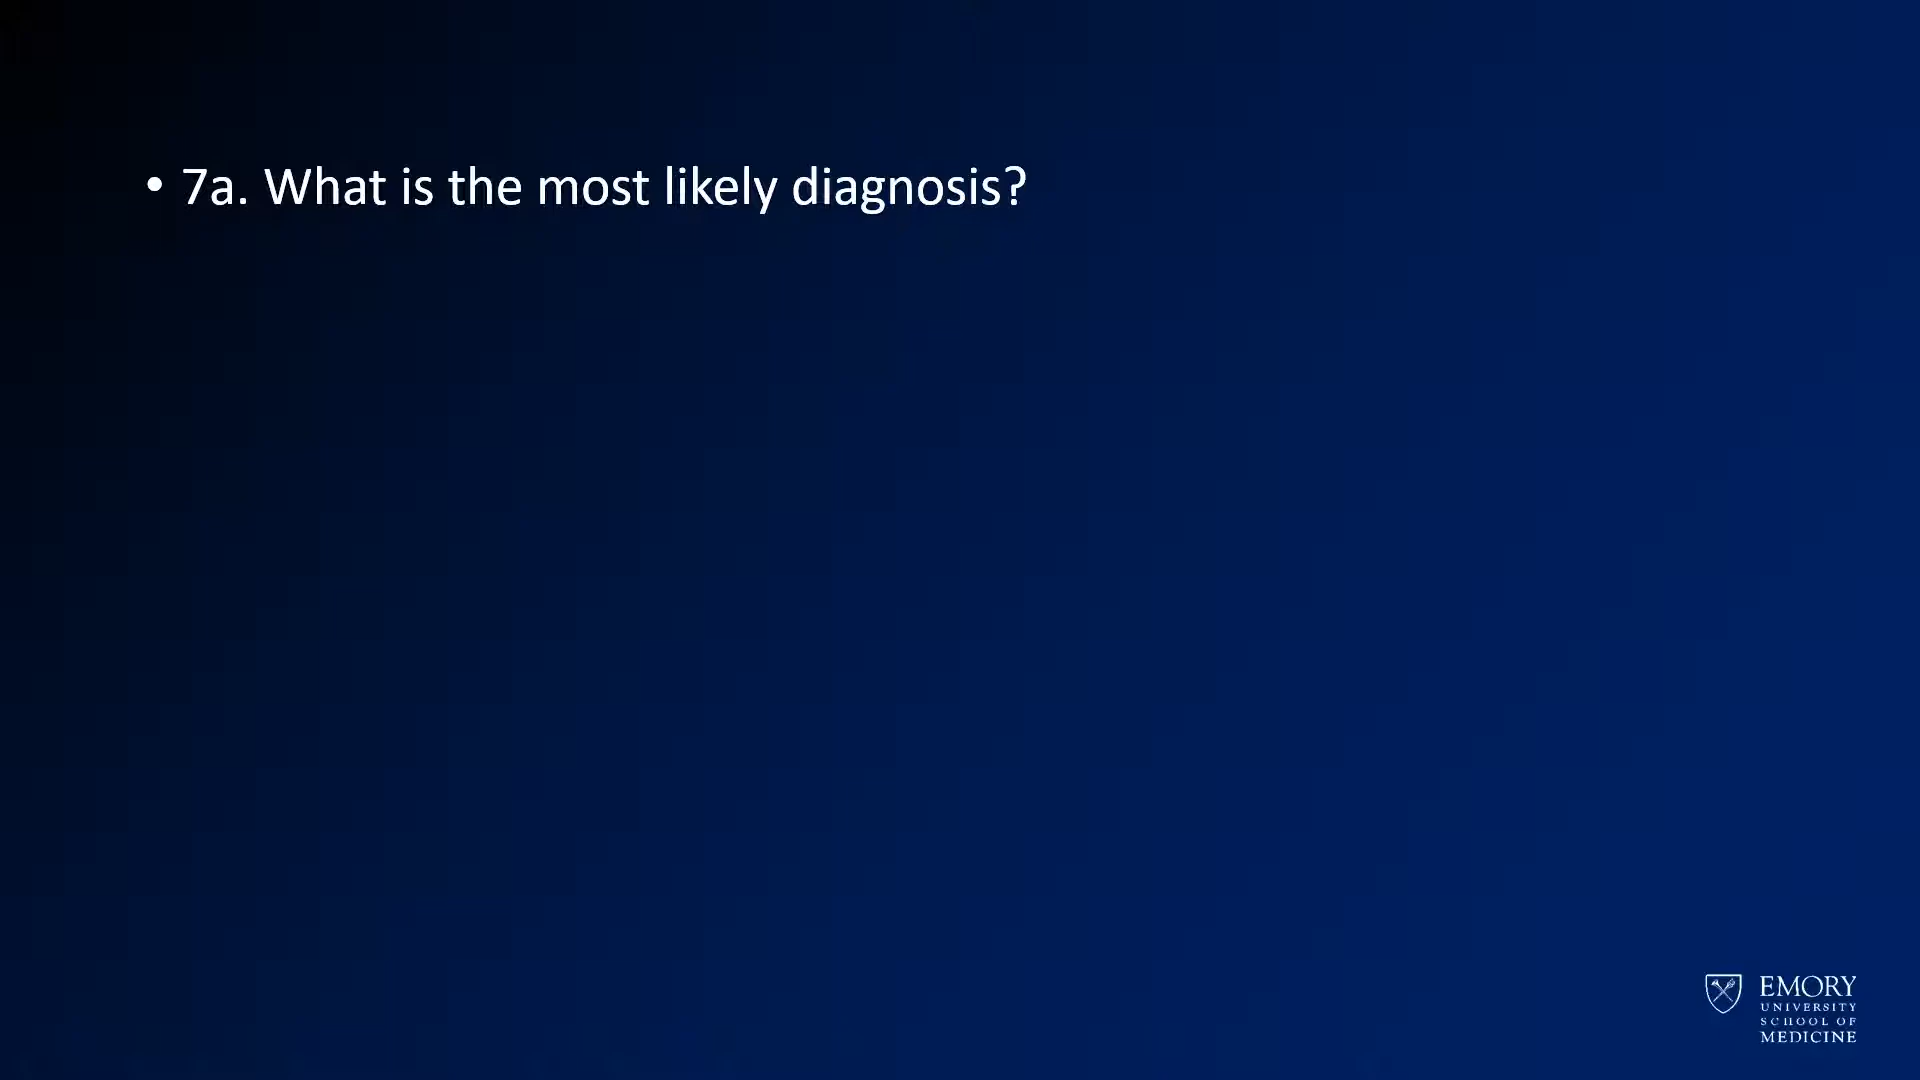 • 7a. What is the most likely diagnosis?
EMORY
UNIVERSITY
SCHOOL OF
MEDICINE